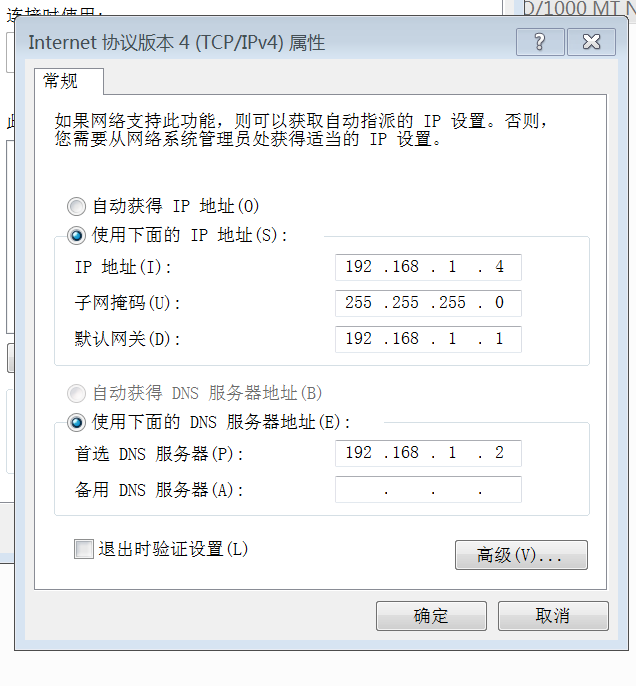 连接时使用:
D/1000 MT N
Internet 协议版本 4 (TCP/IPv4) 属性
常规
如果网络支持此功能，则可以获取自动指派的 IP 设置。否则，
您需要从网络系统管理员处获得适当的 IP 设置。
自动获得 IP 地址(O)
使用下面的 IP 地址(S):
IP 地址(I): 192 .168 . 1 . 4
子网掩码(U): 255 .255 .255 . 0
默认网关(D): 192 .168 . 1 . 1
自动获得 DNS 服务器地址(B)
使用下面的 DNS 服务器地址(E):
首选 DNS 服务器(P): 192 .168 . 1 . 2
备用 DNS 服务器(A): . . .
退出时验证设置(L)
高级(V)...
确定
取消